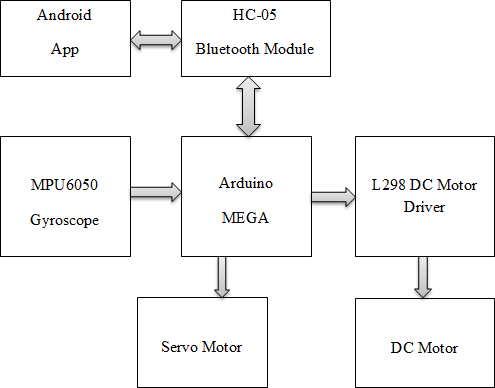 Android
App
HC-05
Bluetooth Module
MPU6050
Gyroscope
Arduino
MEGA
L298 DC Motor
Driver
Servo Motor
DC Motor